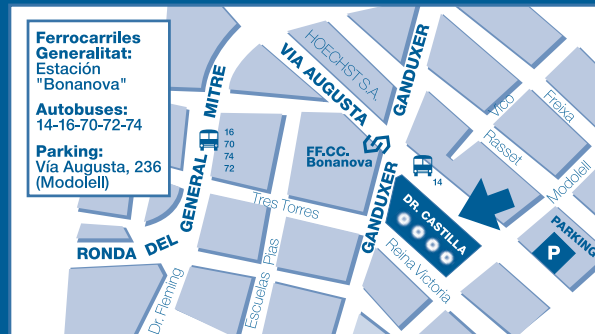 Ferrocarriles
Generalitat:
Estación
"Bonanova"
Autobuses:
14-16-70-72-74
Parking:
Vía Augusta, 236
(Modolell)
HOECHST S.A.
VIA AUGUSTA
GANDUXER
MITRE
Vico
Freixa
Rasset
Modolell
16
70
74
72
FF.CC.
Bonanova
14
GENERAL
GANDUXER
DR. CASTILLA
Tres Torres
PARKING
P
DEL
RONDA
Reina Victoria
Escuelas Pias
Dr. Fleming